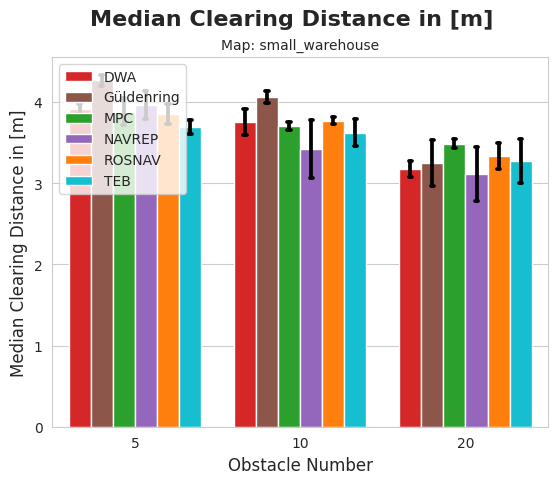 Median Clearing Distance in [m]
Map: small_warehouse
Median Clearing Distance in [m]
4
3
2
1
0
DWA
Güldenring
MPC
NAVREP
ROSNAV
TEB
5
10
20
Obstacle Number